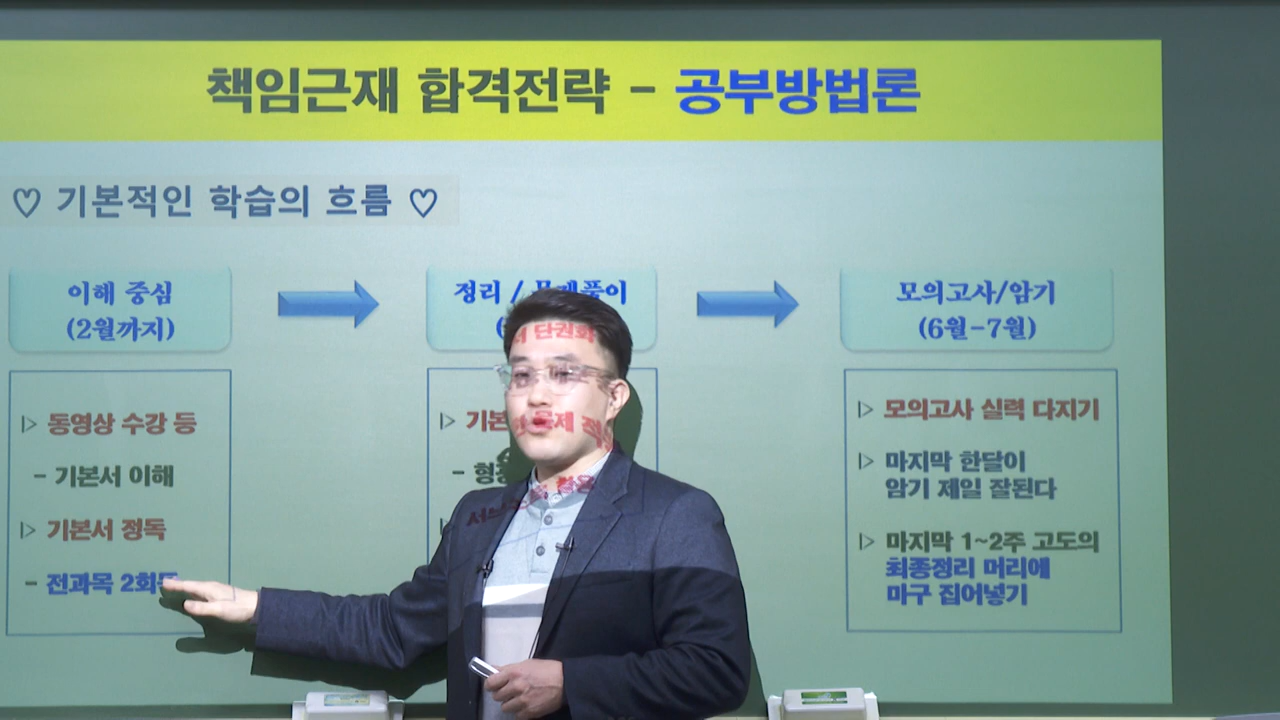 책임근재 합격전략 - 공부방법론
♡ 기본적인 학습의 흐름 ♡
이해 중심
(2월까지)
▷ 동영상 수강 등
- 기본서 이해
▷ 기본서 정독
- 전과목
정리 /
단권화
▷
모의고사/암기
(6월-7월)
▷ 모의고사 실력 다지기
▷ 마지막 한달이
암기 제일 잘된다
▷ 마지막 1~2주 고도의
최종정리 머리에
마구 집어넣기